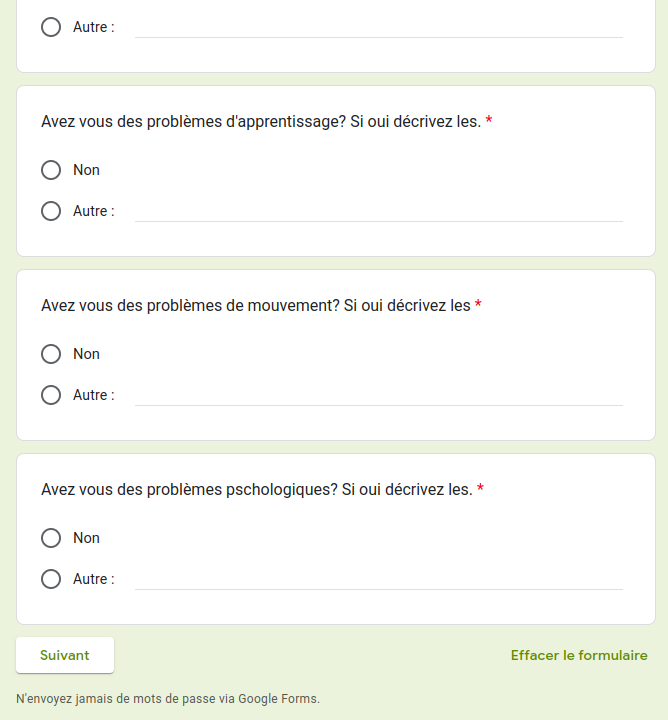 Autre :
Avez vous des problèmes d'apprentissage? Si oui décrivez les. *
Non
Autre :
Avez vous des problèmes de mouvement? Si oui décrivez les *
Non
Autre :
Avez vous des problèmes pschologiques? Si oui décrivez les. *
Non
Autre :
Suivant
Effacer le formulaire
N'envoyez jamais de mots de passe via Google Forms.